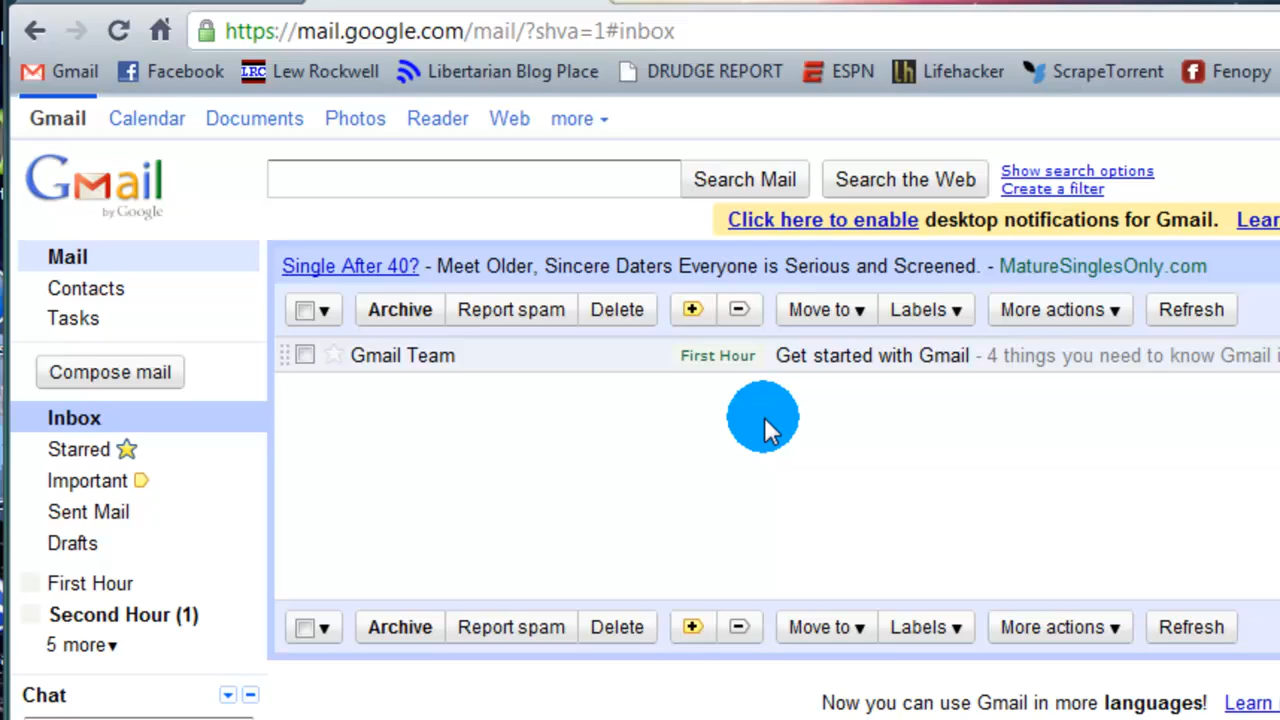 https://mail.google.com/mail/?shva=1#inbox
Gmail Facebook LRC Lew Rockwell Libertarian Blog Place DRUDGE REPORT ESPN lh Lifehacker ScrapeTorrent Fenopy
Gmail Calendar Documents Photos Reader Web more
Gmail
by Google
Search Mail Search the Web
Show search options
Create a filter
Click here to enable desktop notifications for Gmail. Lear
Mail
Contacts
Tasks
Compose mail
Inbox
Starred
Important
Sent Mail
Drafts
First Hour
Second Hour (1)
5 more▾
Chat
Single After 40? - Meet Older, Sincere Daters Everyone is Serious and Screened. - MatureSinglesOnly.com
Archive Report spam Delete Move to ▾ Labels ▾ More actions ▾ Refresh
Gmail Team First Hour Get started with Gmail - 4 things you need to know Gmail i
Archive Report spam Delete Move to ▾ Labels ▾ More actions ▾ Refresh
Now you can use Gmail in more languages! Learn